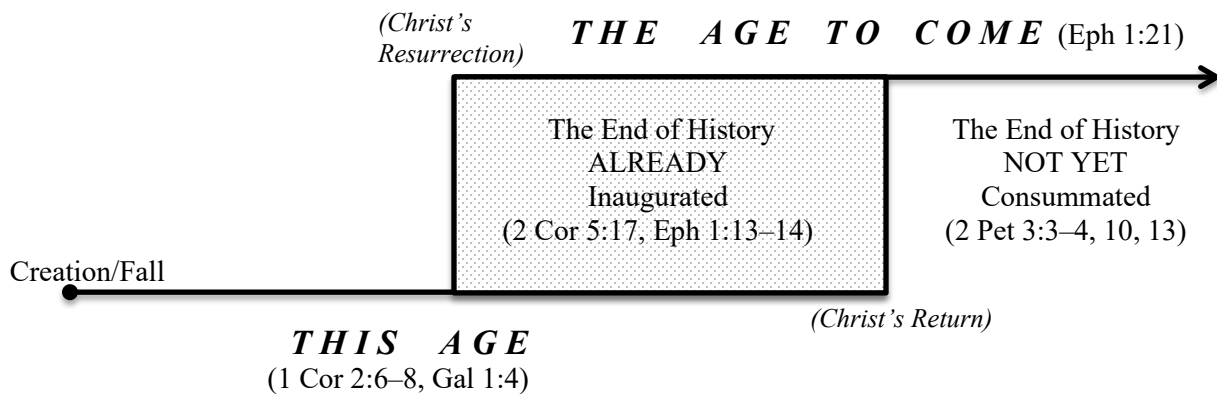 (Christ's
Resurrection)
THE AGE TO COME (Eph 1:21)
The End of History
ALREADY
Inaugurated
(2 Cor 5:17, Eph 1:13–14)
The End of History
NOT YET
Consummated
(2 Pet 3:3–4, 10, 13)
Creation/Fall
(Christ's Return)
THIS AGE
(1 Cor 2:6–8, Gal 1:4)